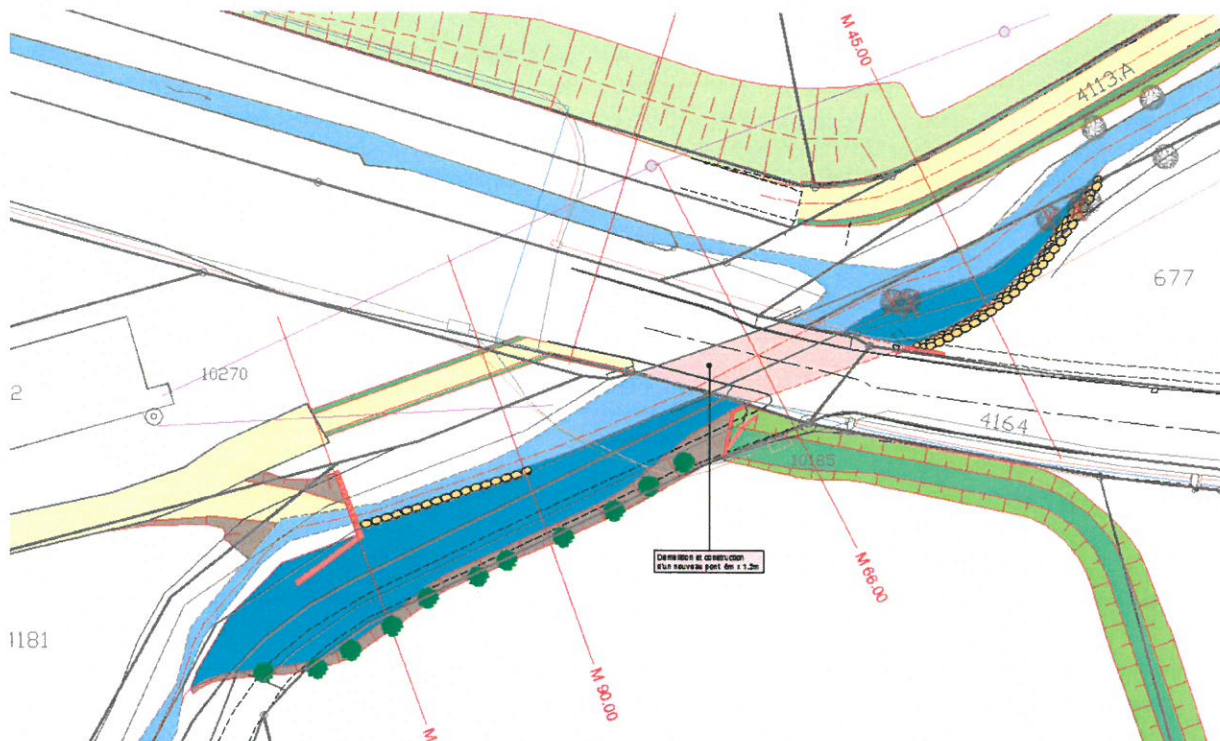 M 45.00
4113.A
677
10270
2
4164
10185
Démolition et construction
d'un nouveau pont 6m x 1.2m
M 66.00
1181
M 90.00
M